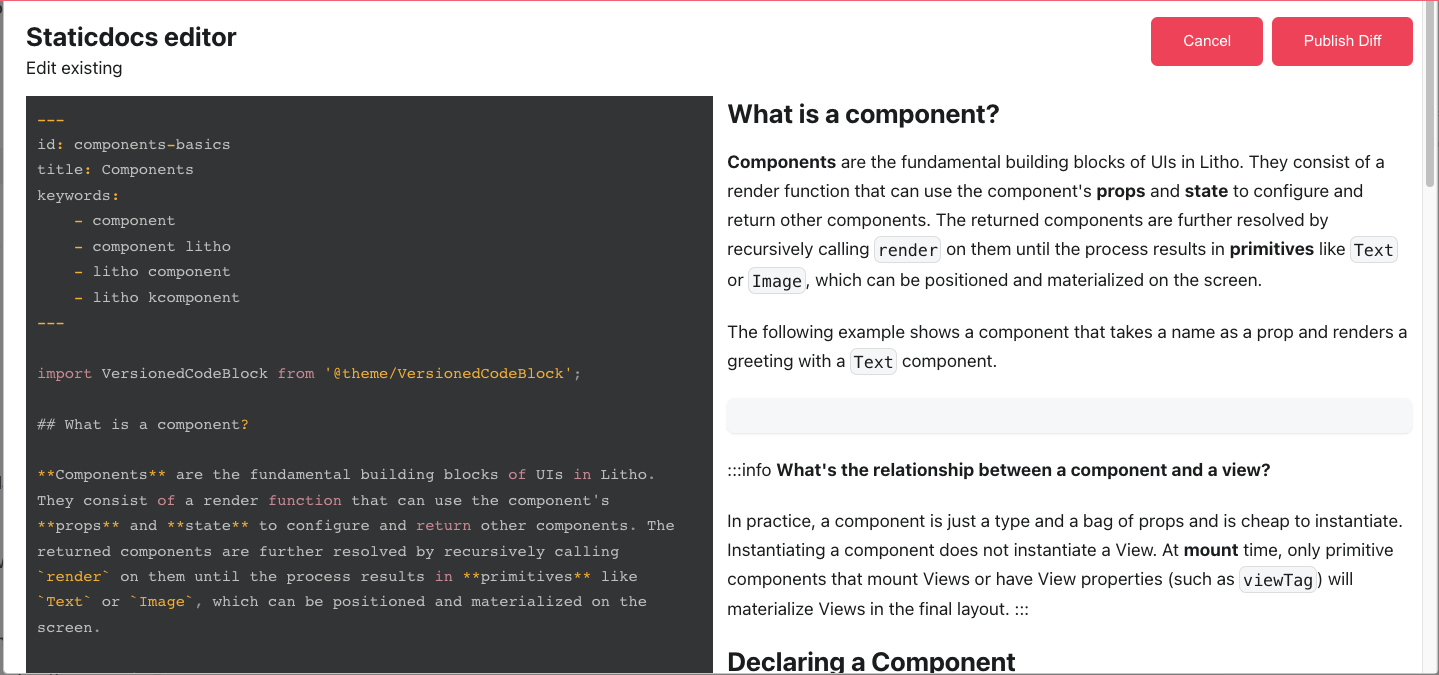 Staticdocs editor
Edit existing
Cancel
Publish Diff
---
id: components-basics
title: Components
keywords:
- component
- component litho
- litho component
- litho kcomponent
---
import VersionedCodeBlock from '@theme/VersionedCodeBlock';
## What is a component?
**Components** are the fundamental building blocks of UIs in Litho.
They consist of a render function that can use the component's
**props** and **state** to configure and return other components. The
returned components are further resolved by recursively calling
`render` on them until the process results in **primitives** like
`Text` or `Image`, which can be positioned and materialized on the
screen.
What is a component?
Components are the fundamental building blocks of UIs in Litho. They consist of a
render function that can use the component's props and state to configure and
return other components. The returned components are further resolved by
recursively calling render on them until the process results in primitives like Text
or Image, which can be positioned and materialized on the screen.
The following example shows a component that takes a name as a prop and renders a
greeting with a Text component.
:::info What's the relationship between a component and a view?
In practice, a component is just a type and a bag of props and is cheap to instantiate.
Instantiating a component does not instantiate a View. At mount time, only primitive
components that mount Views or have View properties (such as viewTag) will
materialize Views in the final layout. :::
Declaring a Component